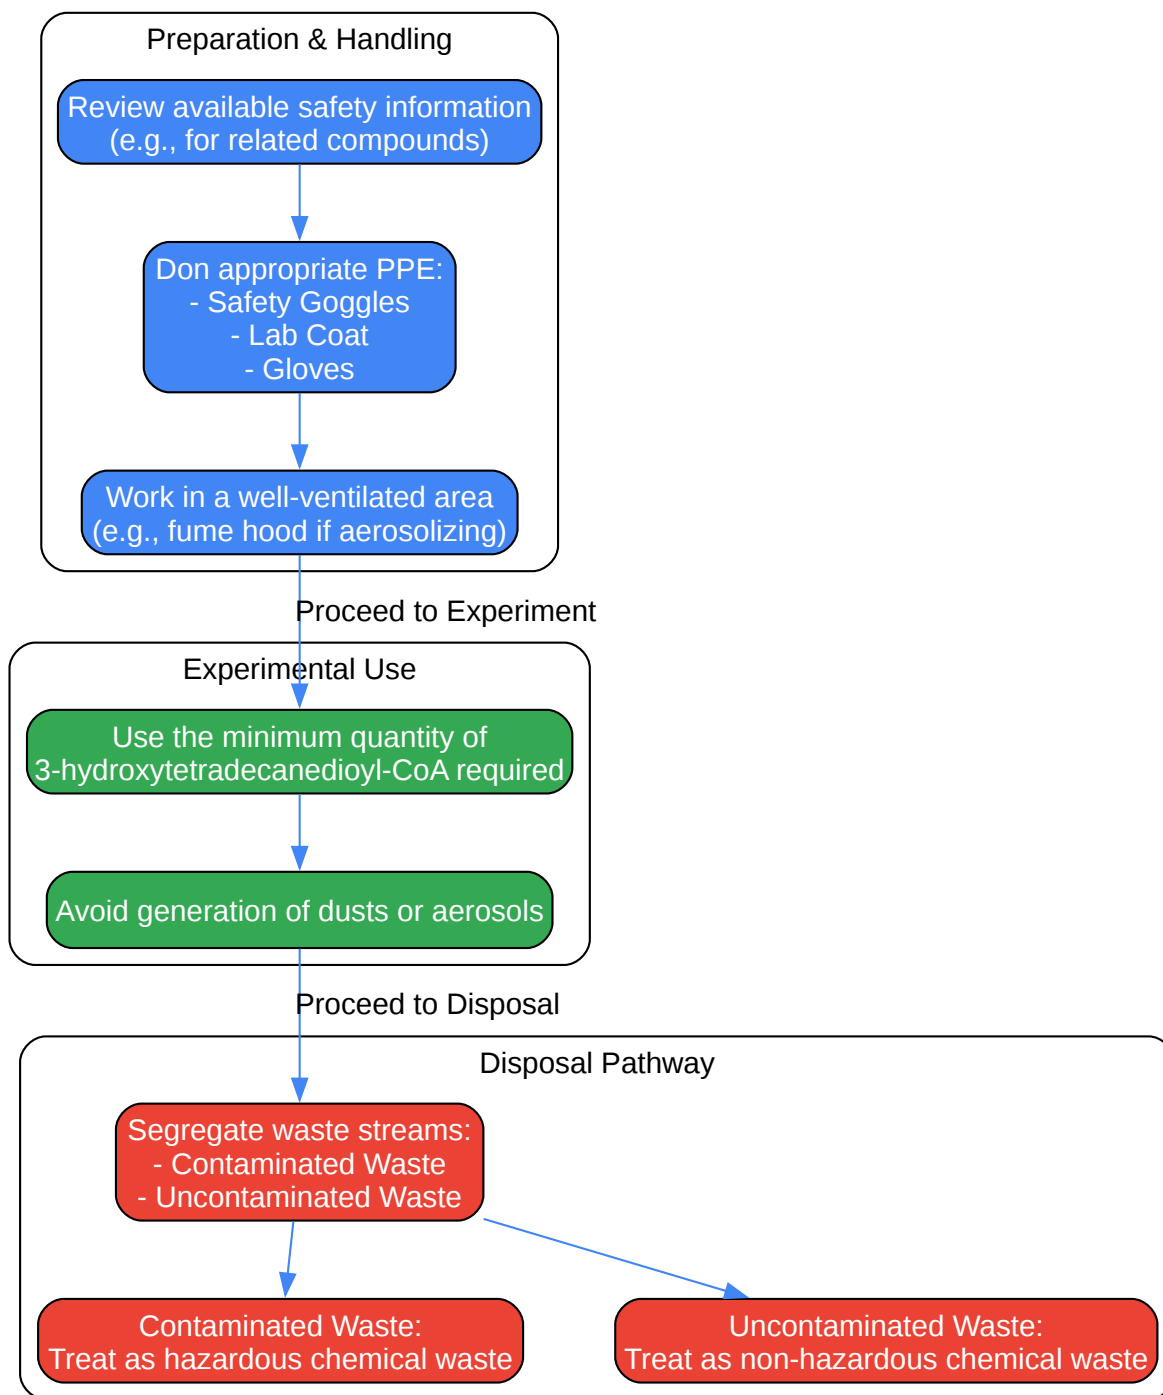 Preparation & Handling
Review available safety information
(e.g., for related compounds)
Don appropriate PPE:
- Safety Goggles
- Lab Coat
- Gloves
Work in a well-ventilated area
(e.g., fume hood if aerosolizing)
Proceed to Experiment
Experimental Use
Use the minimum quantity of
3-hydroxytetradecanedioyl-CoA required
Avoid generation of dusts or aerosols
Proceed to Disposal
Disposal Pathway
Segregate waste streams:
- Contaminated Waste
- Uncontaminated Waste
Contaminated Waste:
Treat as hazardous chemical waste
Uncontaminated Waste:
Treat as non-hazardous chemical waste